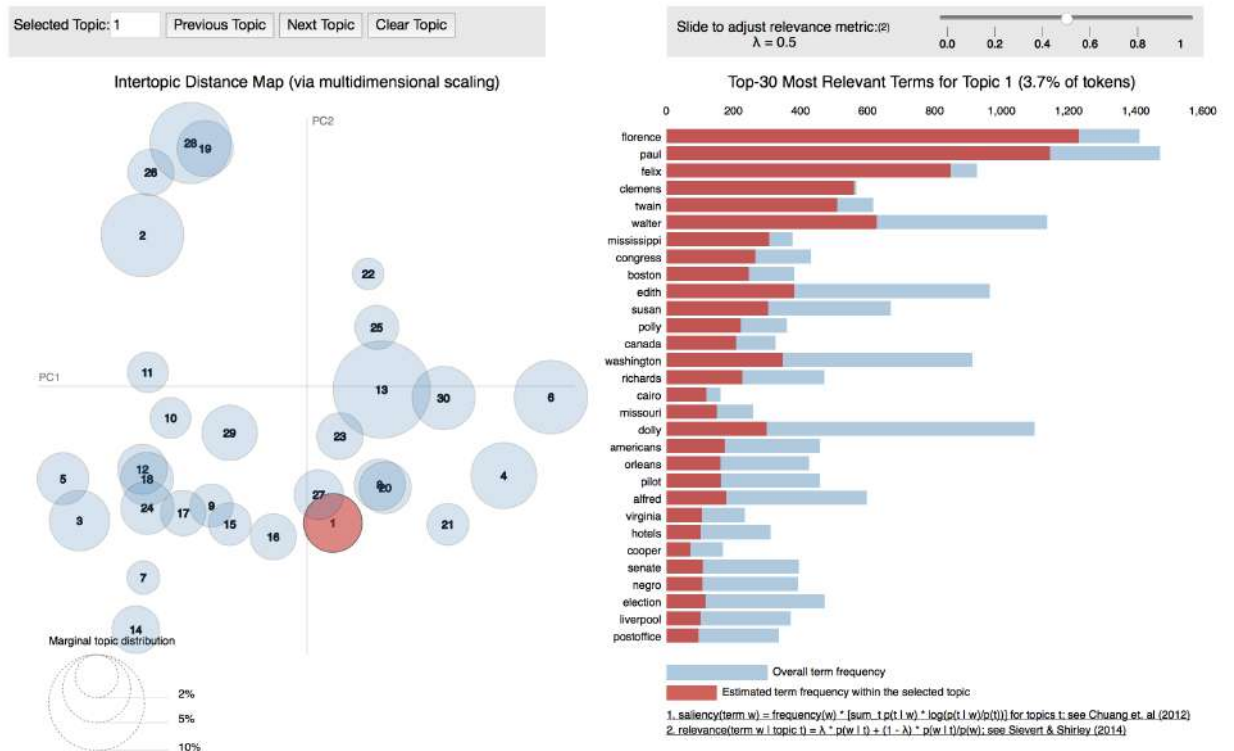 Selected Topic: 1 Previous Topic Next Topic Clear Topic
Slide to adjust relevance metric:(2)
λ = 0.5
0.0 0.2 0.4 0.6 0.8 1
Intertopic Distance Map (via multidimensional scaling)
PC2
PC1
28
19
26
2
22
25
11
13
30
6
10
29
23
12
18
5
8
20
4
27
24
9
3
17
15
1
21
16
7
14
Marginal topic distribution
2%
5%
10%
Top-30 Most Relevant Terms for Topic 1 (3.7% of tokens)
0 200 400 600 800 1,000 1,200 1,400 1,600
florence
paul
felix
clemens
twain
walter
mississippi
congress
boston
edith
susan
polly
canada
washington
richards
cairo
missouri
dolly
americans
orleans
pilot
alfred
virginia
hotels
cooper
senate
negro
election
liverpool
postoffice
Overall term frequency
Estimated term frequency within the selected topic
1. saliency(term w) = frequency(w) * [sum_t p(t | w) * log(p(t | w)/p(t))] for topics t; see Chuang et. al (2012)
2. relevance(term w | topic t) = λ * p(w | t) + (1 - λ) * p(w | t)/p(w); see Sievert & Shirley (2014)